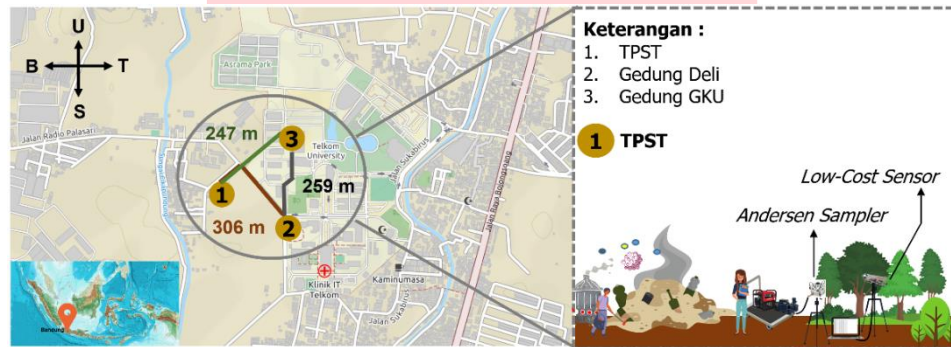 U
B T
S
Asrama Park
Jalan Radio Palasari
247 m
3
Telkom
University
1
259 m
306 m
2
Klinik IT
Telkom
Kaminumasa
Jalan Sukabirus
Jalan Sukabirus
Jalan Raya Bojongsoang
Bandung
Keterangan :
1. TPST
2. Gedung Deli
3. Gedung GKU
1 TPST
Low-Cost Sensor
Andersen Sampler